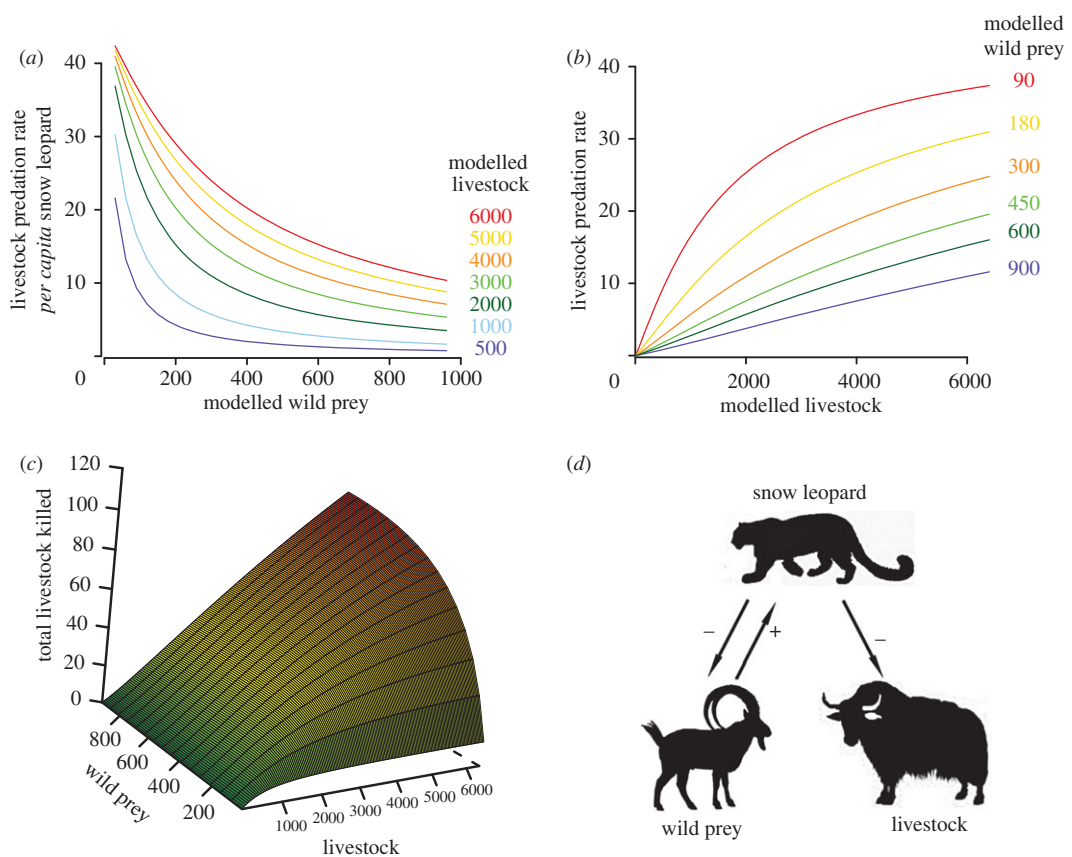 (a)
40
30
20
10
0
200
400
600
800
1000
livestock predation rate
per capita snow leopard
modelled wild prey
modelled
livestock
6000
5000
4000
3000
2000
1000
500
(b)
40
30
20
10
0
2000
4000
6000
livestock predation rate
modelled livestock
modelled
wild prey
90
180
300
450
600
900
(c)
120
100
80
60
40
20
0
total livestock killed
800
600
400
200
wild prey
1000
2000
3000
4000
5000
6000
livestock
(d)
snow leopard
–
+
–
wild prey
livestock